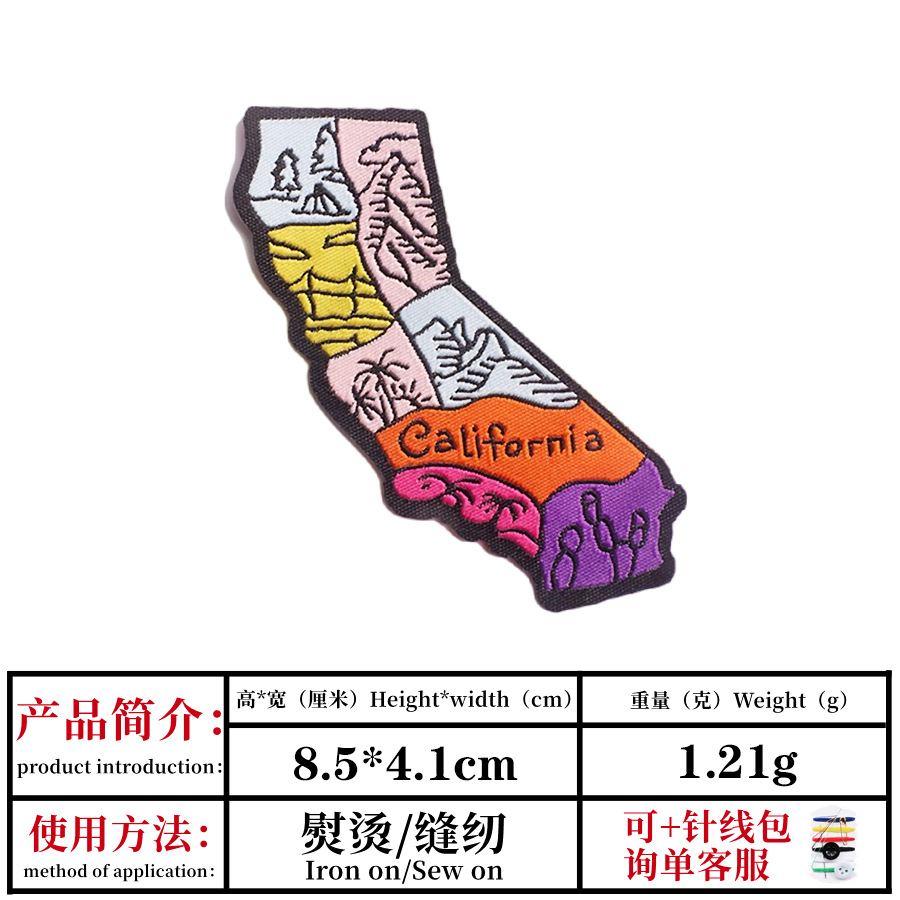 California
产品简介：
product introduction：
高*宽（厘米）Height*width（cm）
重量（克）Weight（g）
8.5*4.1cm
1.21g
使用方法：
method of application：
熨烫/缝纫
Iron on/Sew on
可+针线包
询单客服